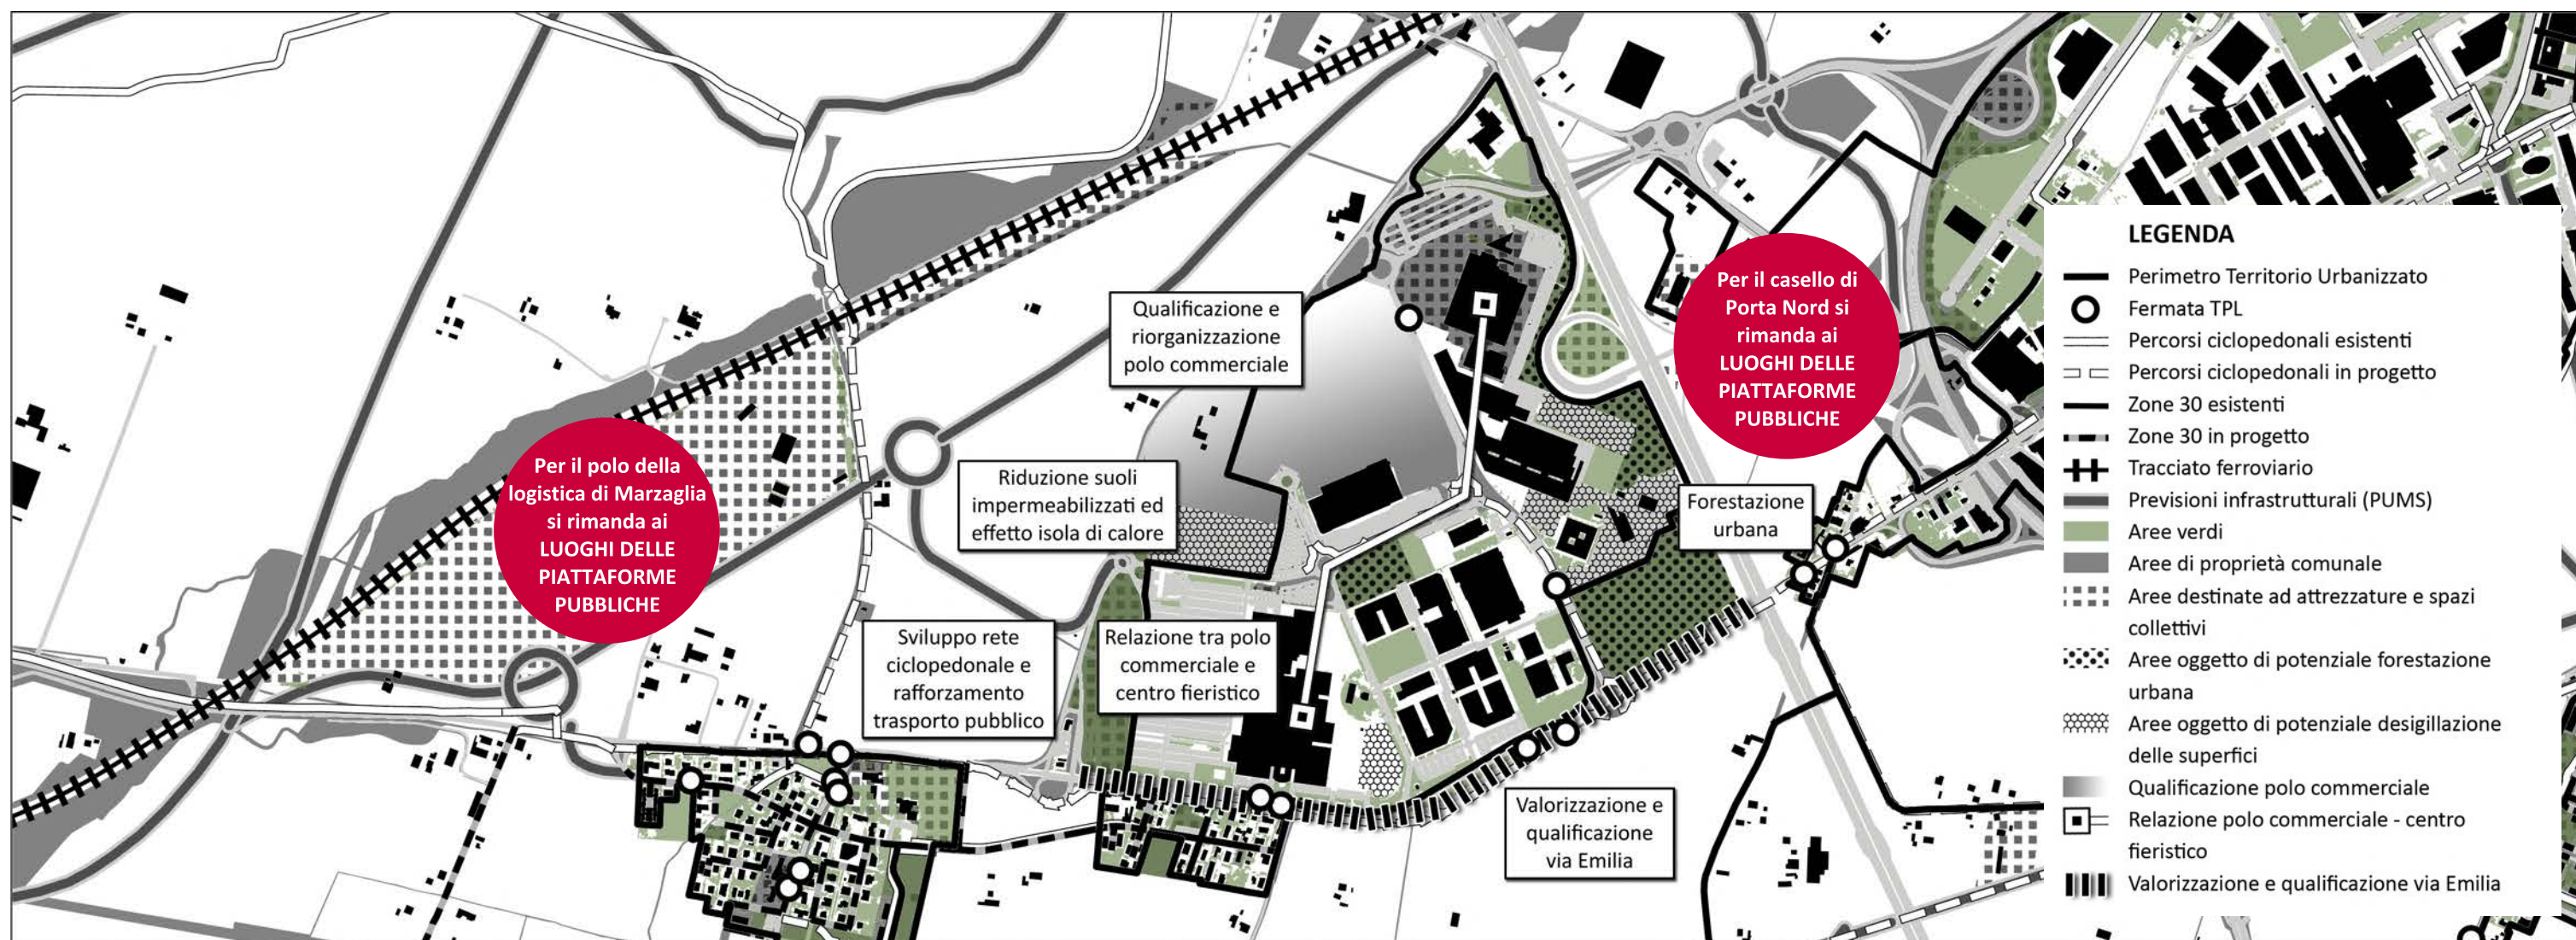 Qualificazione e
riorganizzazione
polo commerciale
Per il casello di
Porta Nord si
rimanda ai
LUOGHI DELLE
PIATTAFORME
PUBBLICHE
Per il polo della
logistica di Marzaglia
si rimanda ai
LUOGHI DELLE
PIATTAFORME
PUBBLICHE
Riduzione suoli
impermeabilizzati ed
effetto isola di calore
Forestazione
urbana
Sviluppo rete
ciclopedonale e
rafforzamento
trasporto pubblico
Relazione tra polo
commerciale e
centro fieristico
Valorizzazione e
qualificazione
via Emilia
LEGENDA
Perimetro Territorio Urbanizzato
Fermata TPL
Percorsi ciclopedonali esistenti
Percorsi ciclopedonali in progetto
Zone 30 esistenti
Zone 30 in progetto
Tracciato ferroviario
Previsioni infrastrutturali (PUMS)
Aree verdi
Aree di proprietà comunale
Aree destinate ad attrezzature e spazi
collettivi
Aree oggetto di potenziale forestazione
urbana
Aree oggetto di potenziale desigillazione
delle superfici
Qualificazione polo commerciale
Relazione polo commerciale - centro
fieristico
Valorizzazione e qualificazione via Emilia